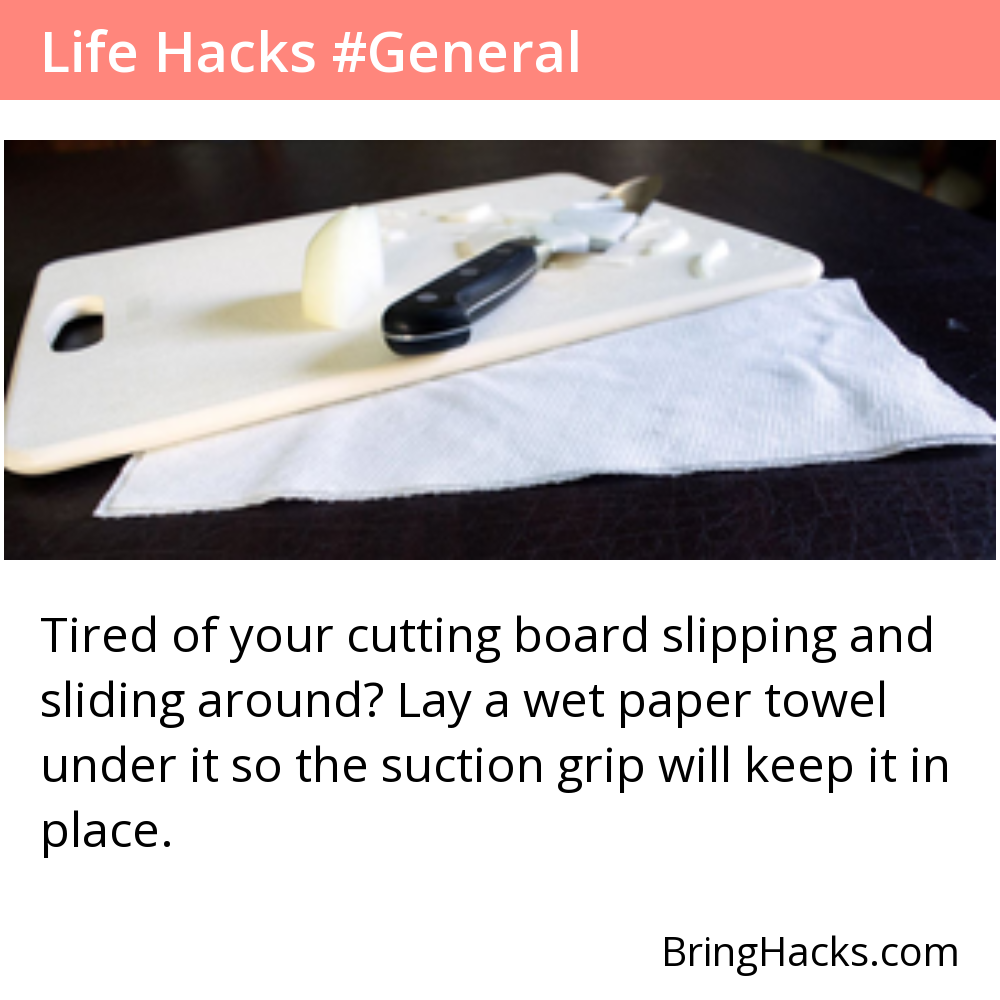 Life Hacks #General
Tired of your cutting board slipping and
sliding around? Lay a wet paper towel
under it so the suction grip will keep it in
place.
BringHacks.com